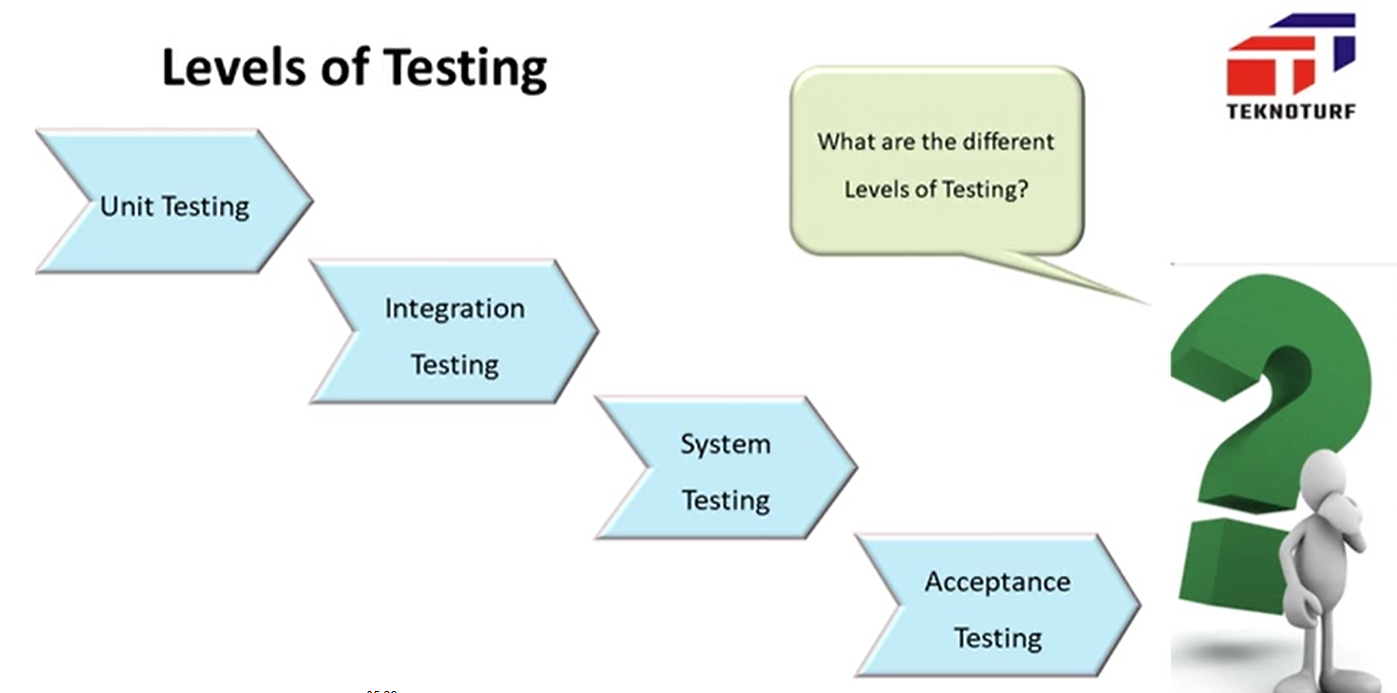 Levels of Testing
What are the different
Levels of Testing?
TEKNOTURF
Unit Testing
Integration
Testing
System
Testing
Acceptance
Testing